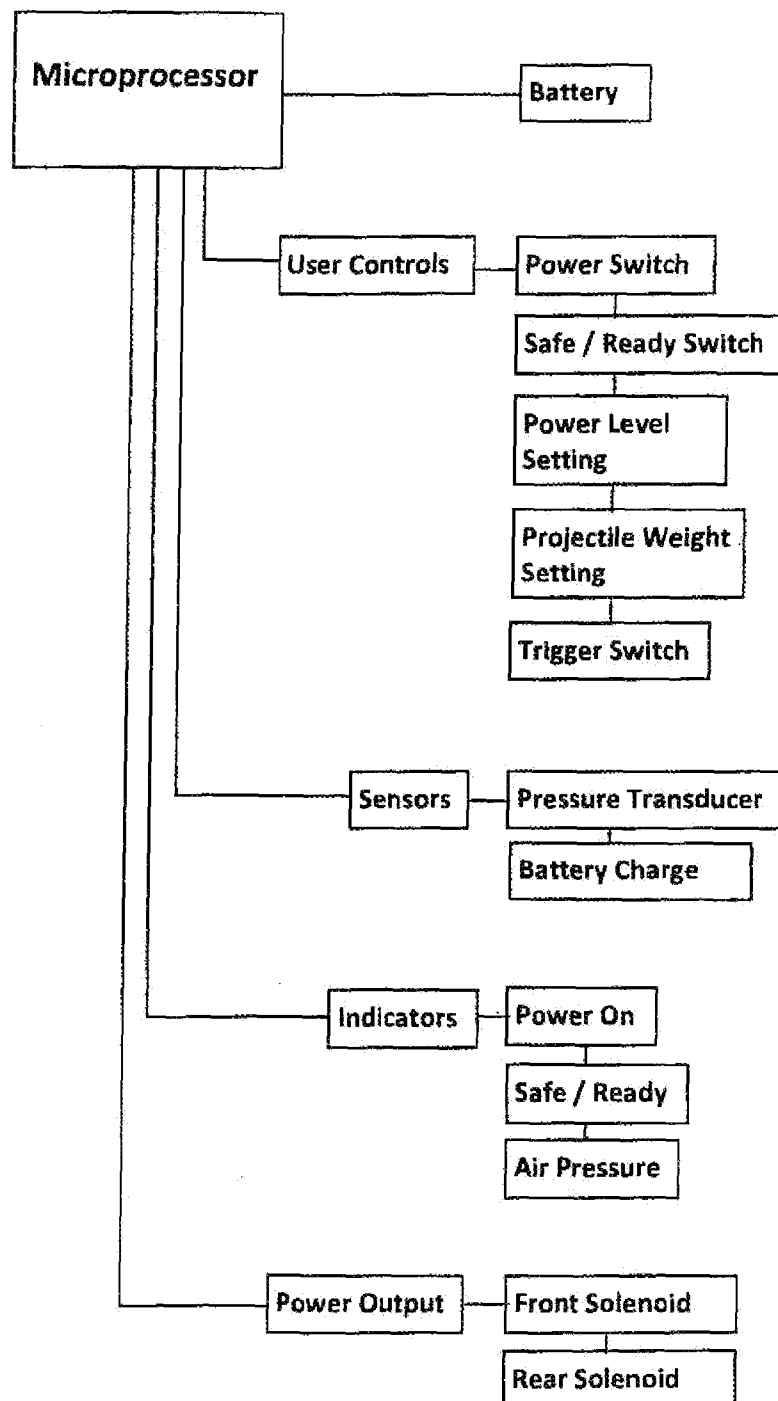 Microprocessor
Battery
User Controls
Power Switch
Safe / Ready Switch
Power Level
Setting
Projectile Weight
Setting
Trigger Switch
Sensors
Pressure Transducer
Battery Charge
Indicators
Power On
Safe / Ready
Air Pressure
Power Output
Front Solenoid
Rear Solenoid